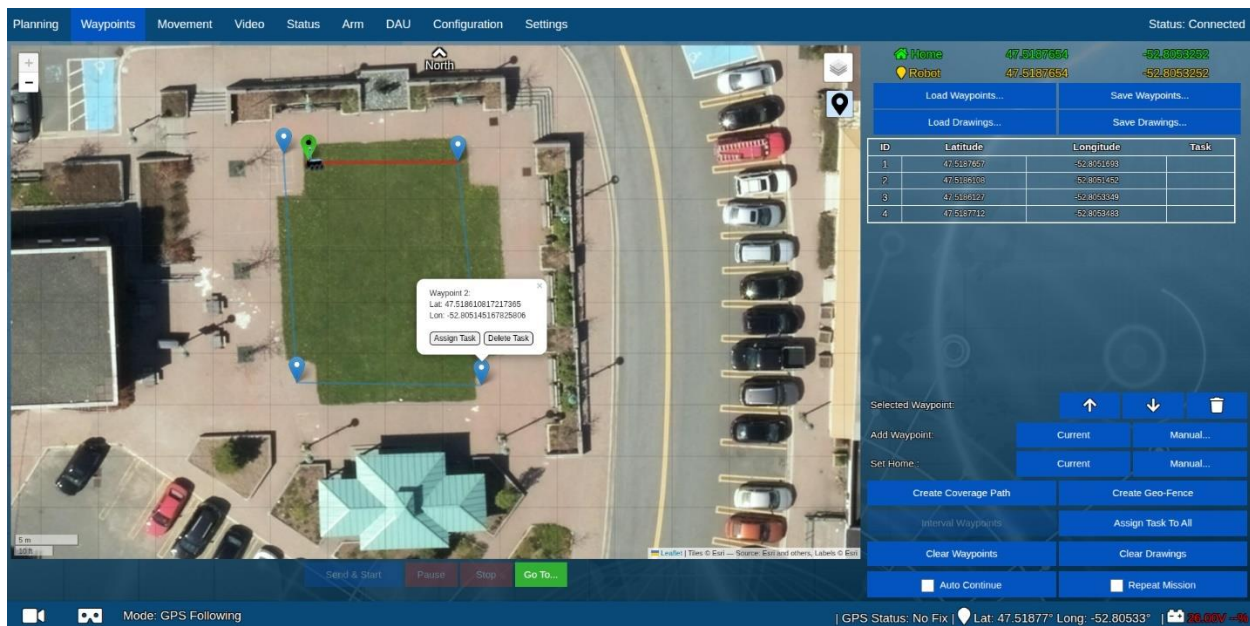 Planning Waypoints Movement Video Status Arm DAU Configuration Settings Status: Connected
+
−
North
Home 47.5187654 -52.8053252
Robot 47.5187654 -52.8053252
Load Waypoints... Save Waypoints...
Load Drawings... Save Drawings...
ID Latitude Longitude Task
1 47.5187657 -52.8051693
2 47.5186108 -52.8051452
3 47.5186127 -52.8053349
4 47.5187712 -52.8053483
×
Waypoint 2:
Lat: 47.518610817217365
Lon: -52.805145167825806
Assign Task Delete Task
Selected Waypoint:
Add Waypoint: Current Manual...
Set Home : Current Manual...
Create Coverage Path Create Geo-Fence
Interval Waypoints Assign Task To All
Clear Waypoints Clear Drawings
Auto Continue Repeat Mission
5 m
10 ft
Leaflet | Tiles © Esri — Source: Esri and others, Labels © Esri
Send & Start Pause Stop Go To...
Mode: GPS Following | GPS Status: No Fix | Lat: 47.51877° Long: -52.80533° | 26.00V --%